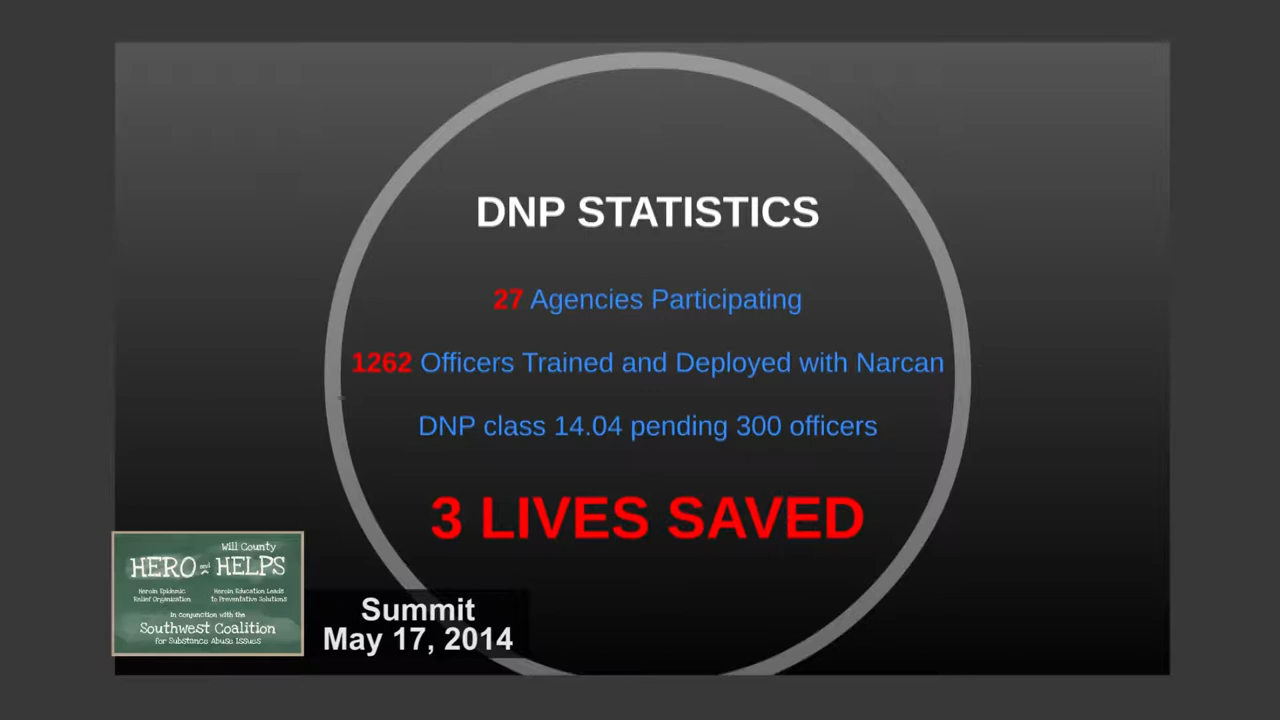 DNP STATISTICS
27 Agencies Participating
1262 Officers Trained and Deployed with Narcan
DNP class 14.04 pending 300 officers
3 LIVES SAVED
Will County
HERO and HELPS
Heroin Epidemic
Relief Organization
Heroin Education Leads
to Preventative Solutions
In conjunction with the
Southwest Coalition
for Substance Abuse Issues
Summit
May 17, 2014